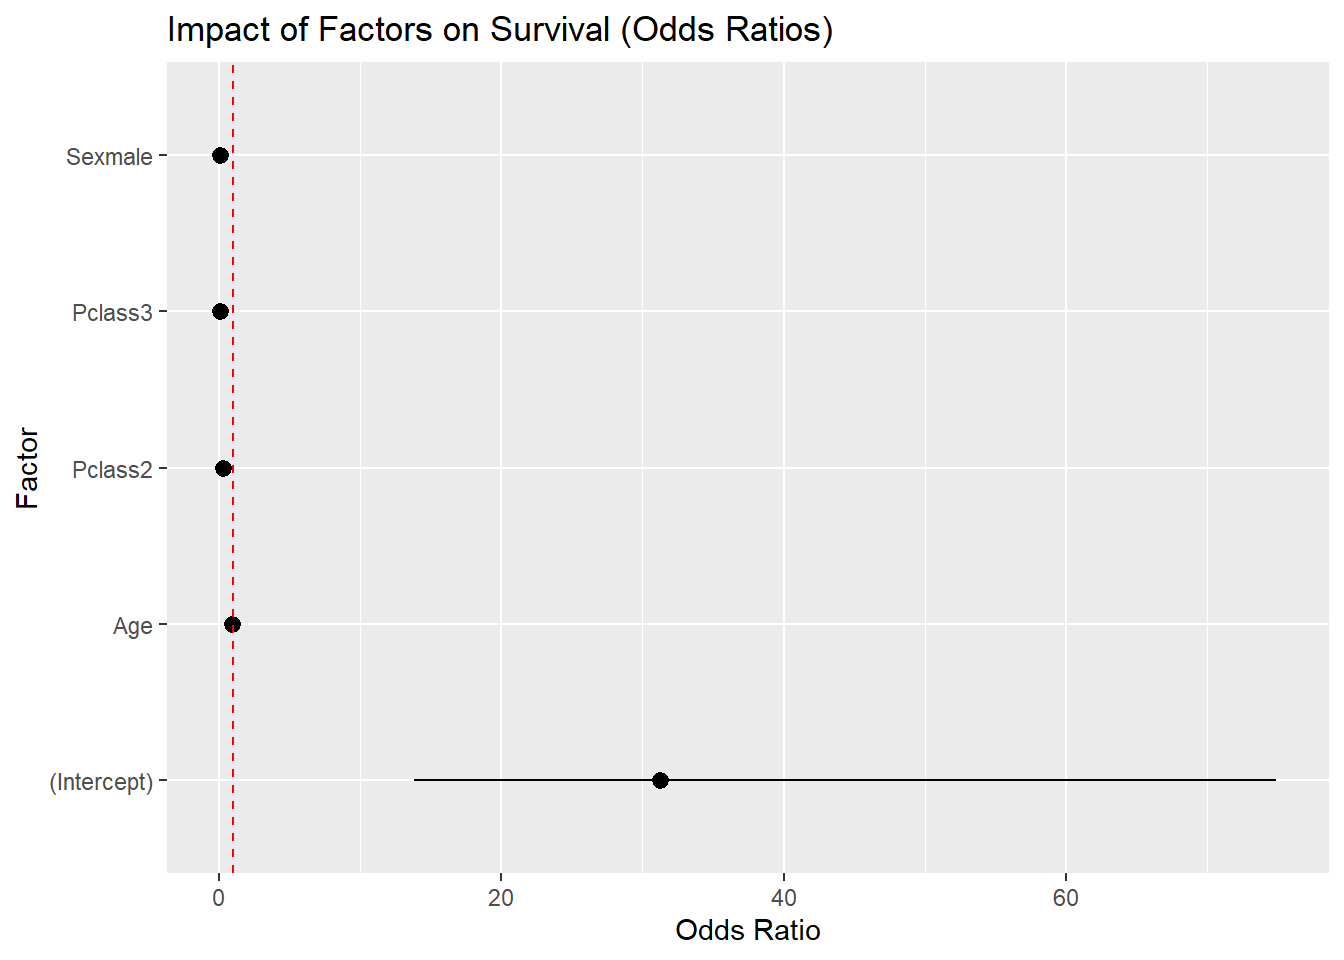 Impact of Factors on Survival (Odds Ratios)
Sexmale
Pclass3
Pclass2
Age
(Intercept)
Factor
0 20 40 60
Odds Ratio